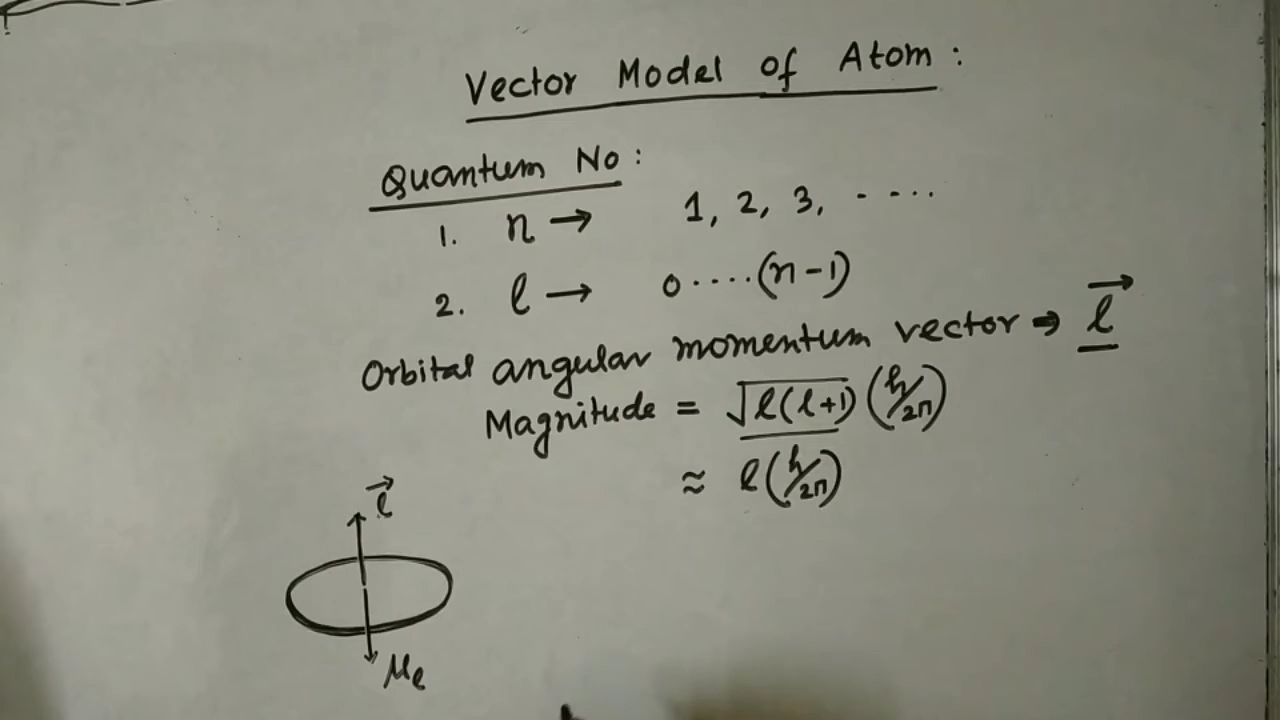 Vector Model of Atom :
Quantum No :
1. n → 1, 2, 3, - ....
2. l → 0 ....(n-1)
Orbital angular momentum vector ⇒ l⃗
Magnitude = √l(l+1) (h/2π)
≈ l(h/2π)
l⃗
μl